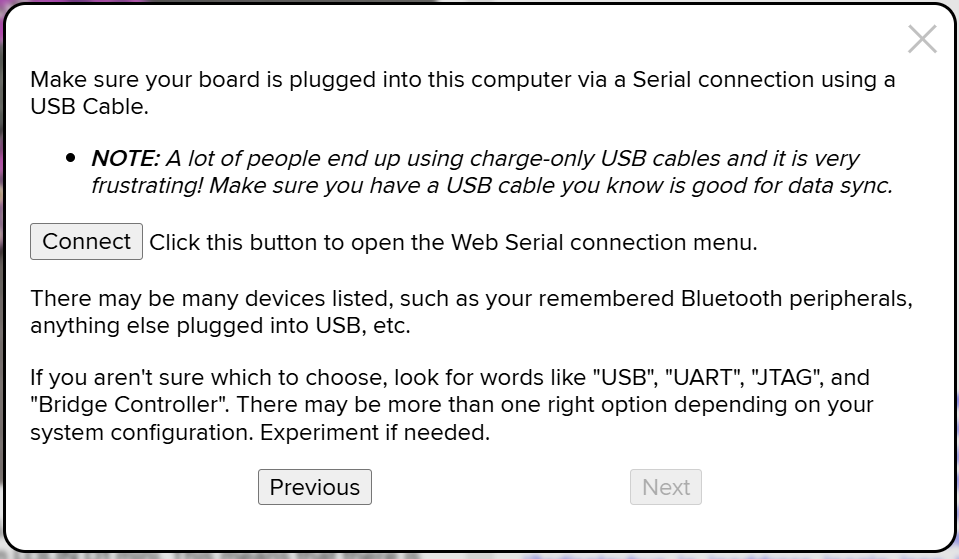 Make sure your board is plugged into this computer via a Serial connection using a
USB Cable.
• NOTE: A lot of people end up using charge-only USB cables and it is very
frustrating! Make sure you have a USB cable you know is good for data sync.
Connect Click this button to open the Web Serial connection menu.
There may be many devices listed, such as your remembered Bluetooth peripherals,
anything else plugged into USB, etc.
If you aren't sure which to choose, look for words like "USB", "UART", "JTAG", and
"Bridge Controller". There may be more than one right option depending on your
system configuration. Experiment if needed.
Previous Next